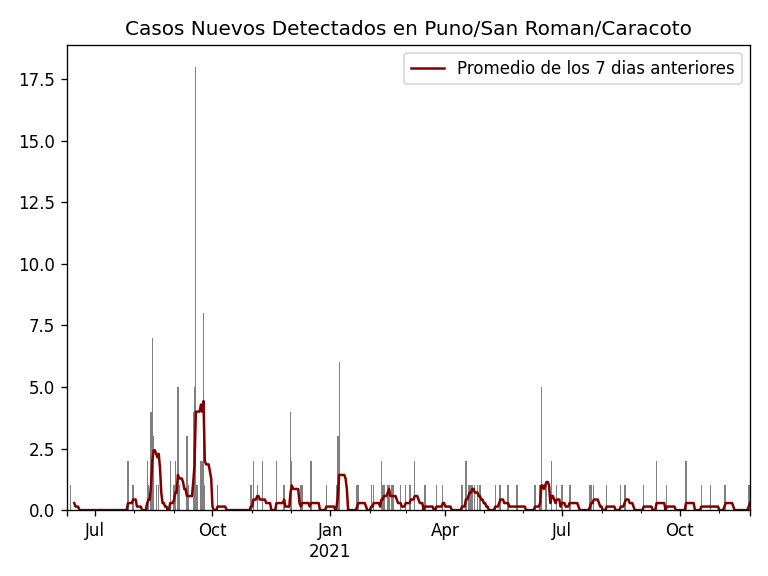 Casos Nuevos Detectados en Puno/San Roman/Caracoto
Promedio de los 7 dias anteriores
17.5
15.0
12.5
10.0
7.5
5.0
2.5
0.0
Jul
Oct
Jan
2021
Apr
Jul
Oct